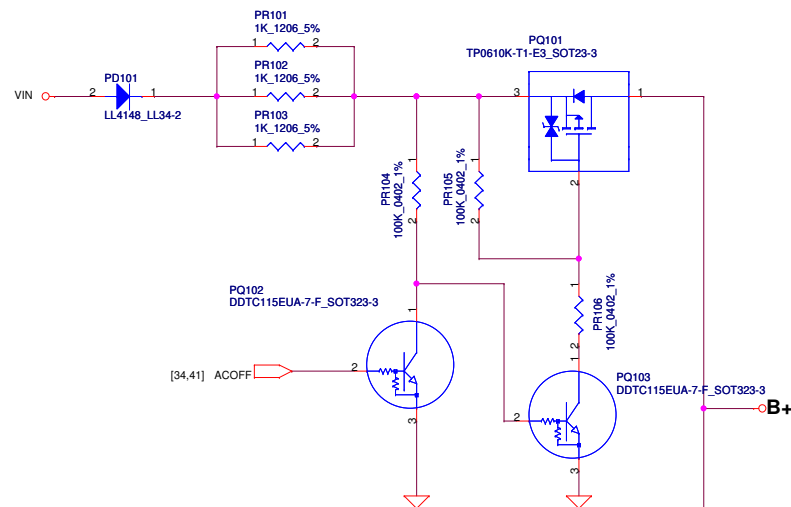 PR101
1K_1206_5%
1 2
PQ101
TP0610K-T1-E3_SOT23-3
PR102
1K_1206_5%
1 2
PD101
VIN 2 1
LL4148_LL34-2
3 1
PR103
1K_1206_5%
1 2
1
PR104
100K_0402_1%
2
1
PR105
100K_0402_1%
2
2
1
PR106
100K_0402_1%
2
PQ102
DDTC115EUA-7-F_SOT323-3
1
[34,41] ACOFF 2
3
1
PQ103
DDTC115EUA-7-F_SOT323-3
2
3
B+